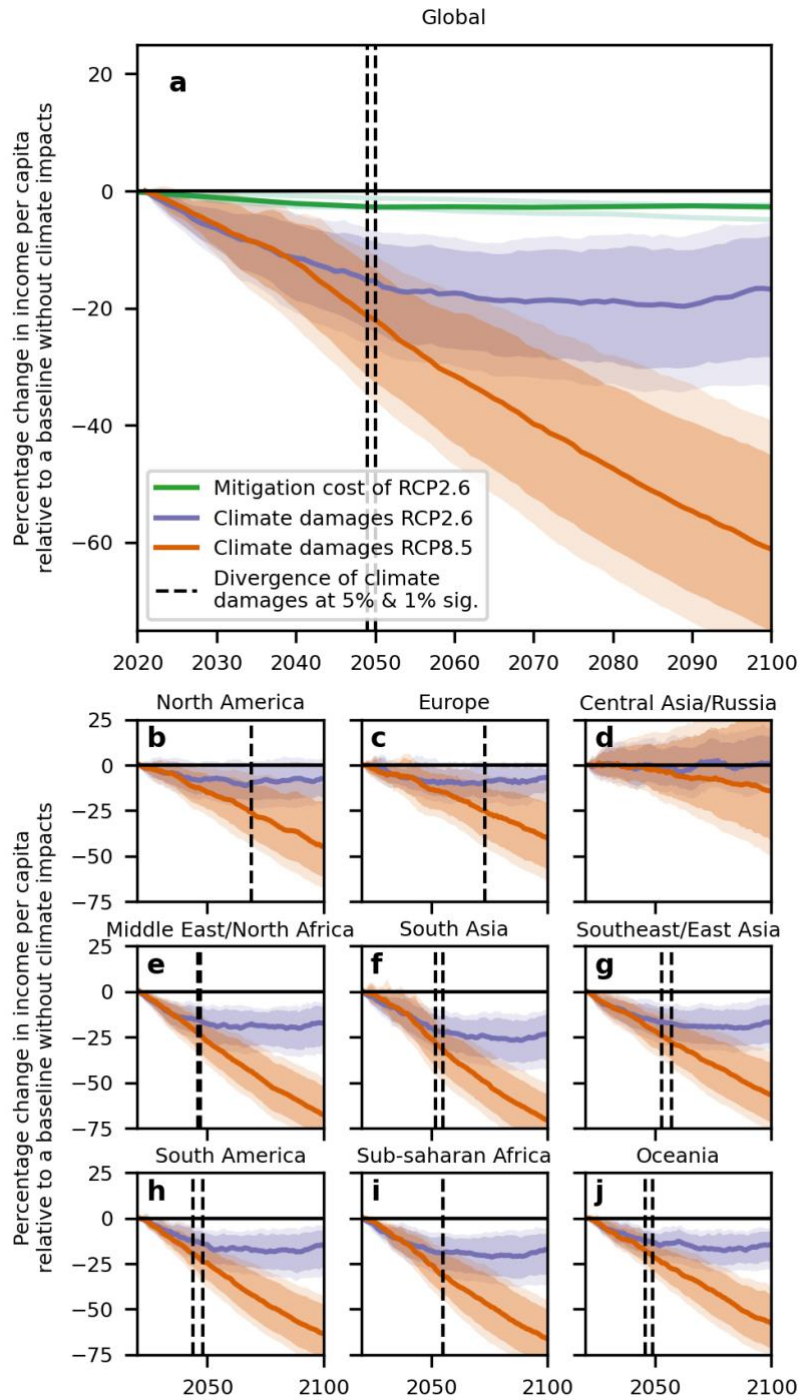 Global
a
Percentage change in income per capita
relative to a baseline without climate impacts
20
0
−20
−40
−60
Mitigation cost of RCP2.6
Climate damages RCP2.6
Climate damages RCP8.5
Divergence of climate
damages at 5% & 1% sig.
2020 2030 2040 2050 2060 2070 2080 2090 2100
North America Europe Central Asia/Russia
b c d
25
0
−25
−50
−75
Percentage change in income per capita
relative to a baseline without climate impacts
Middle East/North Africa South Asia Southeast/East Asia
e f g
25
0
−25
−50
−75
South America Sub-saharan Africa Oceania
h i j
25
0
−25
−50
−75
2050 2100 2050 2100 2050 2100